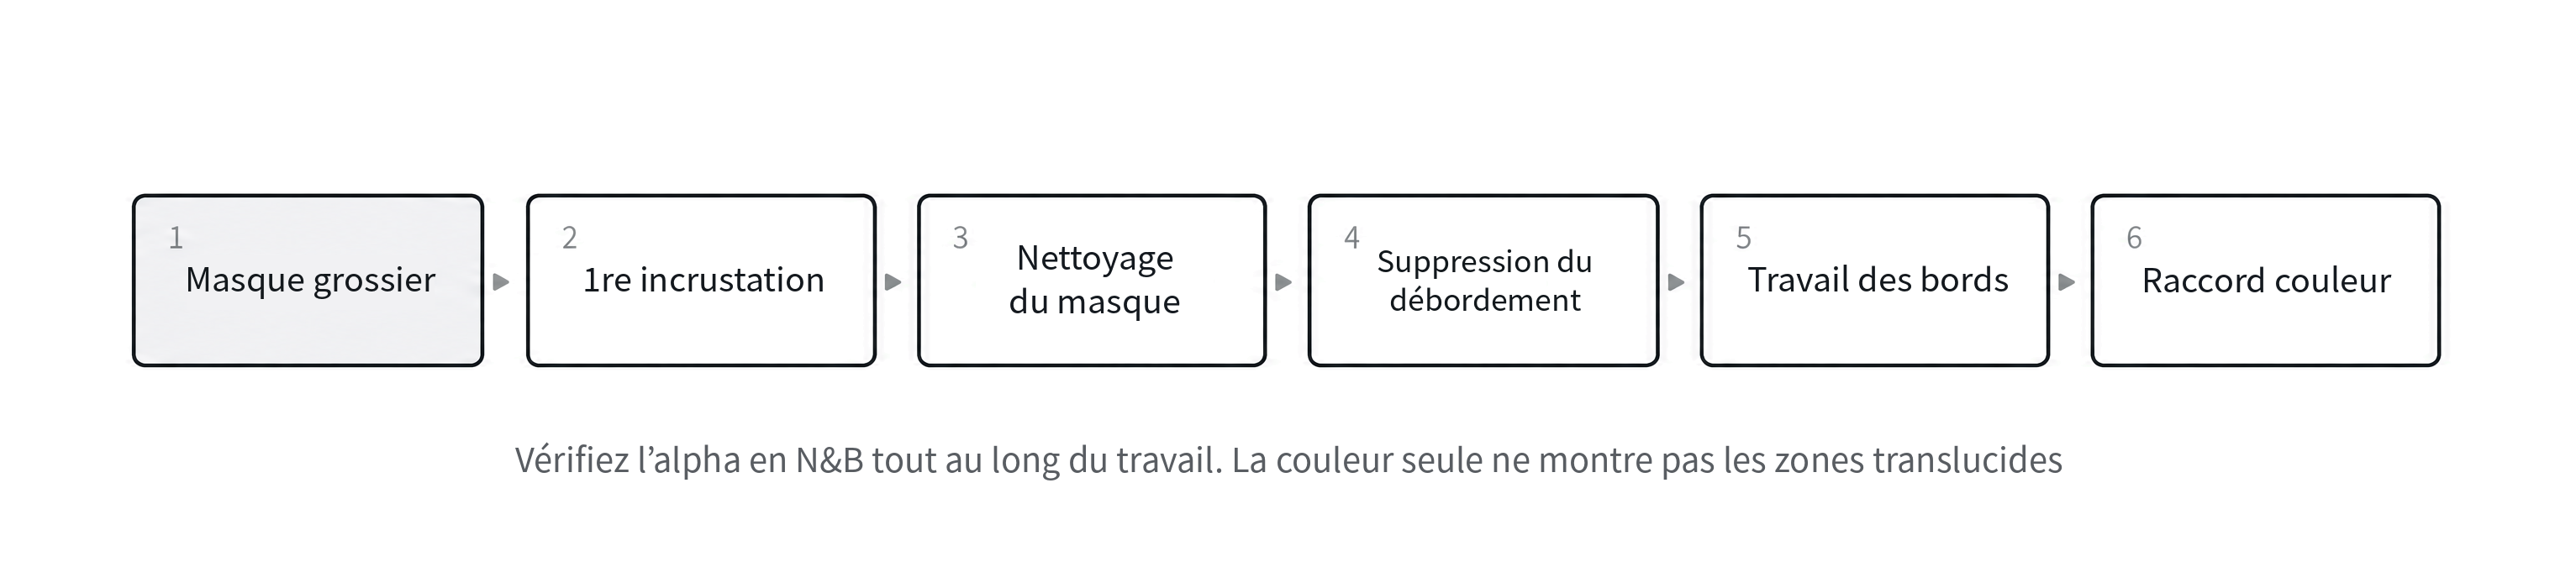 1
Masque grossier
2
1re incrustation
3
Nettoyage
du masque
4
Suppression du
débordement
5
Travail des bords
6
Raccord couleur
Vérifiez l’alpha en N&B tout au long du travail. La couleur seule ne montre pas les zones translucides